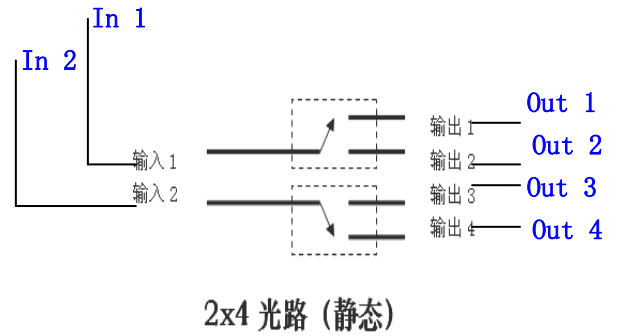 In 1
In 2
Out 1
输出 1
Out 2
输入 1
输出 2
输入 2
输出 3
Out 3
输出 4
Out 4
2x4 光路 (静态)